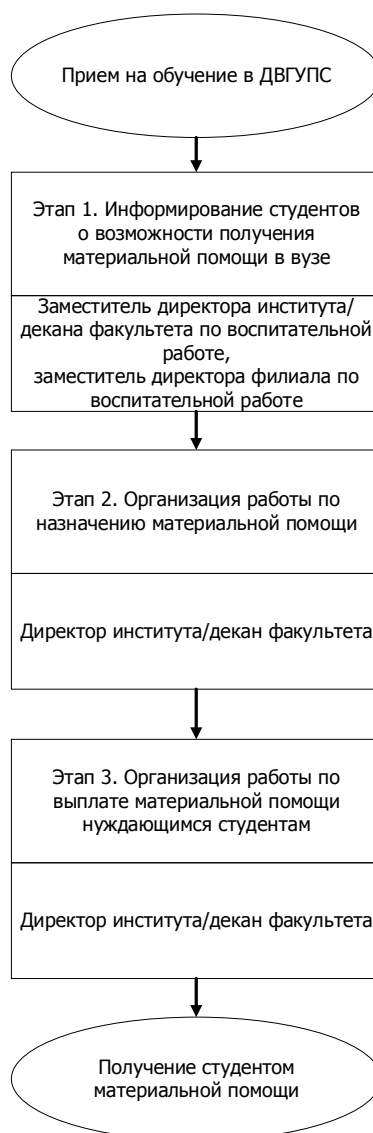 Прием на обучение в ДВГУПС
Этап 1. Информирование студентов
о возможности получения
материальной помощи в вузе
Заместитель директора института/
декана факультета по воспитательной
работе,
заместитель директора филиала по
воспитательной работе
Этап 2. Организация работы по
назначению материальной помощи
Директор института/декан факультета
Этап 3. Организация работы по
выплате материальной помощи
нуждающимся студентам
Директор института/декан факультета
Получение студентом
материальной помощи